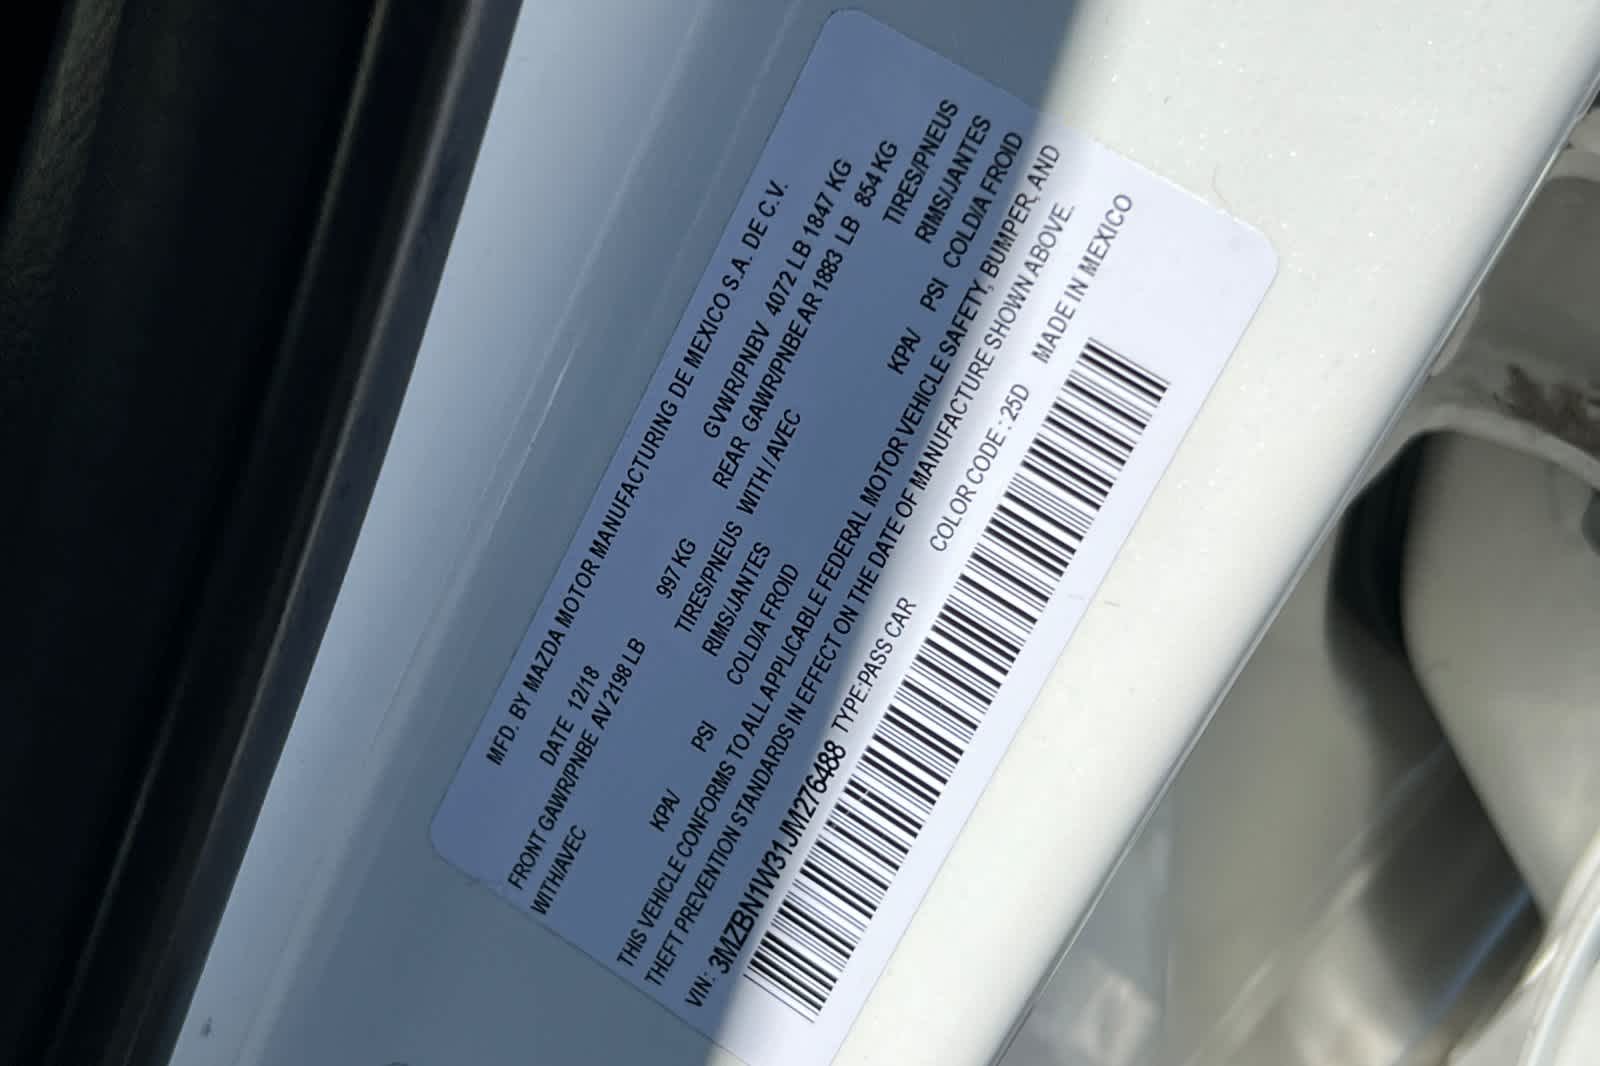 MFD. BY MAZDA MOTOR MANUFACTURING DE MEXICO S.A. DE C.V.
DATE 12/18 GVWR/PNBV 4072 LB 1847 KG
FRONT GAWR/PNBE AV 2198 LB 997 KG REAR GAWR/PNBE AR 1883 LB 854 KG
WITH/AVEC TIRES/PNEUS WITH / AVEC TIRES/PNEUS
RIMS/JANTES RIMS/JANTES
KPA/ PSI COLD/A FROID KPA/ PSI COLD/A FROID
THIS VEHICLE CONFORMS TO ALL APPLICABLE FEDERAL MOTOR VEHICLE SAFETY, BUMPER, AND
THEFT PREVENTION STANDARDS IN EFFECT ON THE DATE OF MANUFACTURE SHOWN ABOVE.
VIN: 3MZBN1W31JM276488 TYPE:PASS CAR COLOR CODE : 25D MADE IN MEXICO